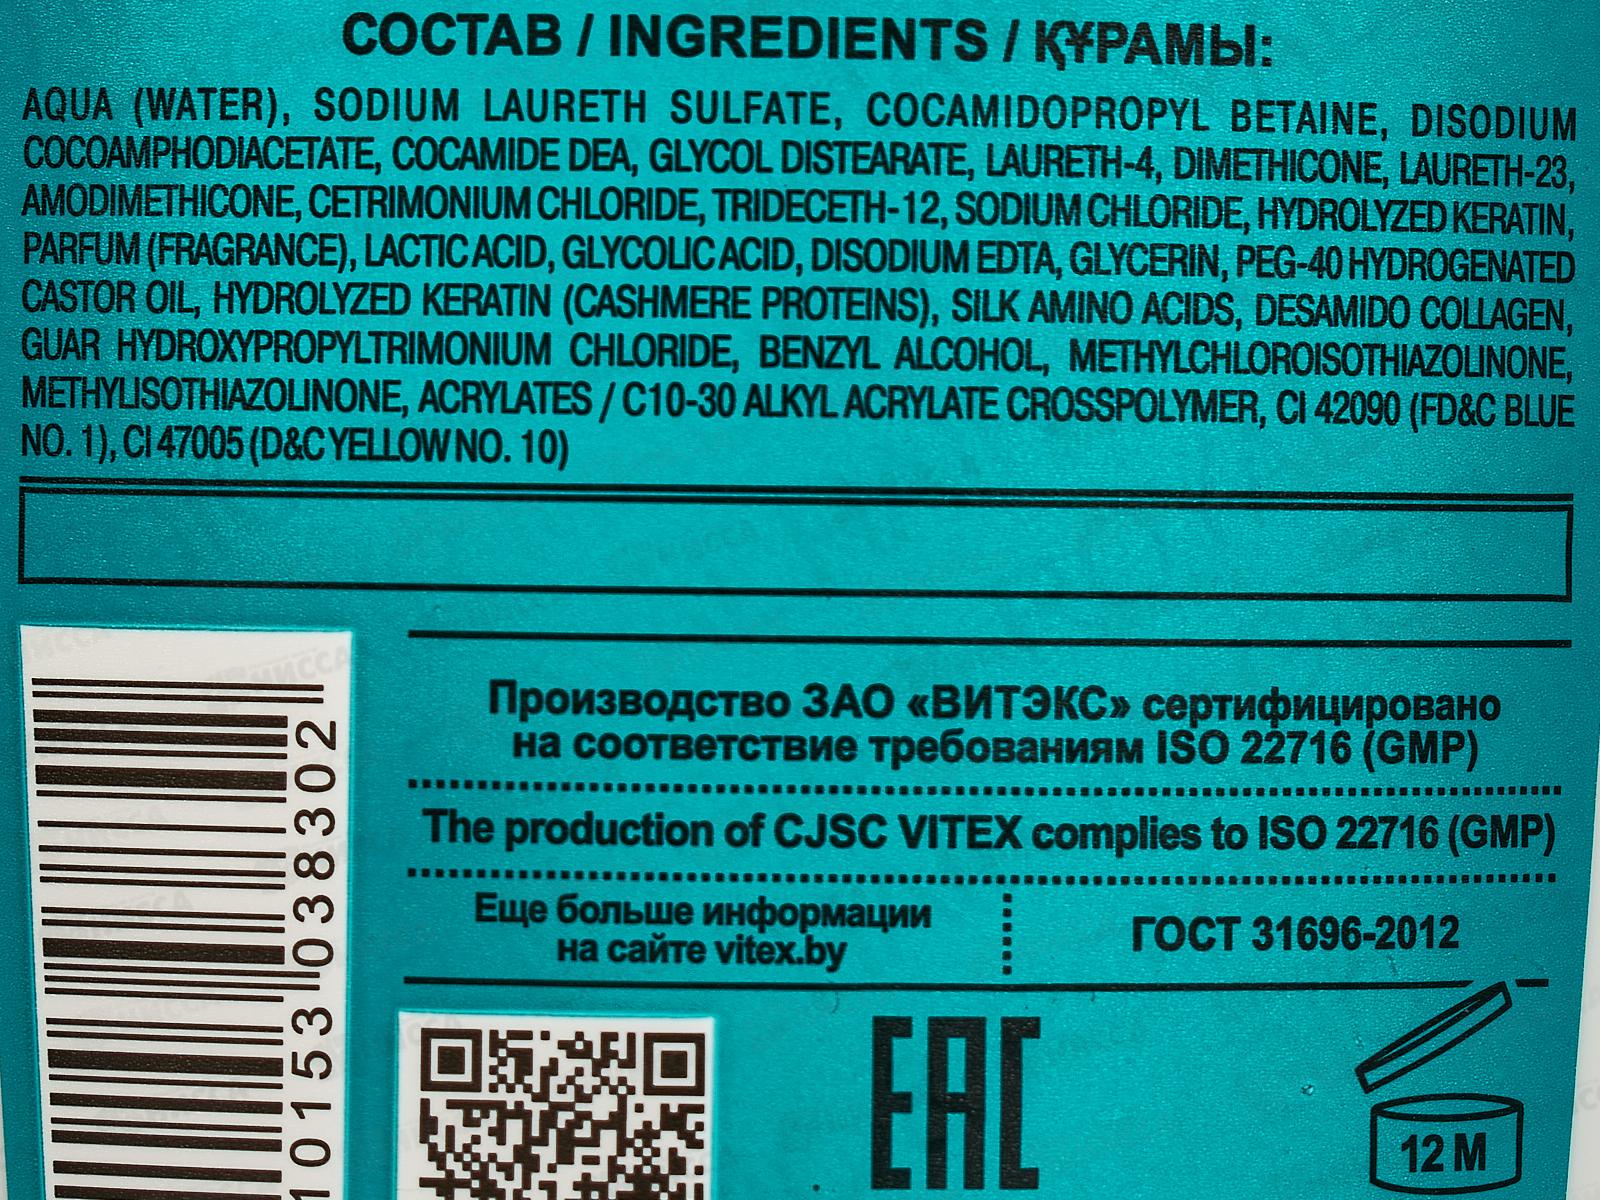 СОСТАВ / INGREDIENTS / ҚҰРАМЫ:
AQUA (WATER), SODIUM LAURETH SULFATE, COCAMIDOPROPYL BETAINE, DISODIUM
COCOAMPHODIACETATE, COCAMIDE DEA, GLYCOL DISTEARATE, LAURETH-4, DIMETHICONE, LAURETH-23,
AMODIMETHICONE, CETRIMONIUM CHLORIDE, TRIDECETH-12, SODIUM CHLORIDE, HYDROLYZED KERATIN,
PARFUM (FRAGRANCE), LACTIC ACID, GLYCOLIC ACID, DISODIUM EDTA, GLYCERIN, PEG-40 HYDROGENATED
CASTOR OIL, HYDROLYZED KERATIN (CASHMERE PROTEINS), SILK AMINO ACIDS, DESAMIDO COLLAGEN,
GUAR HYDROXYPROPYLTRIMONIUM CHLORIDE, BENZYL ALCOHOL, METHYLCHLOROISOTHIAZOLINONE,
METHYLISOTHIAZOLINONE, ACRYLATES / C10-30 ALKYL ACRYLATE CROSSPOLYMER, CI 42090 (FD&C BLUE
NO. 1), CI 47005 (D&C YELLOW NO. 10)
Производство ЗАО «ВИТЭКС» сертифицировано
на соответствие требованиям ISO 22716 (GMP)
The production of CJSC VITEX complies to ISO 22716 (GMP)
Еще больше информации
на сайте vitex.by
ГОСТ 31696-2012
10153 038302
EAC
12 M